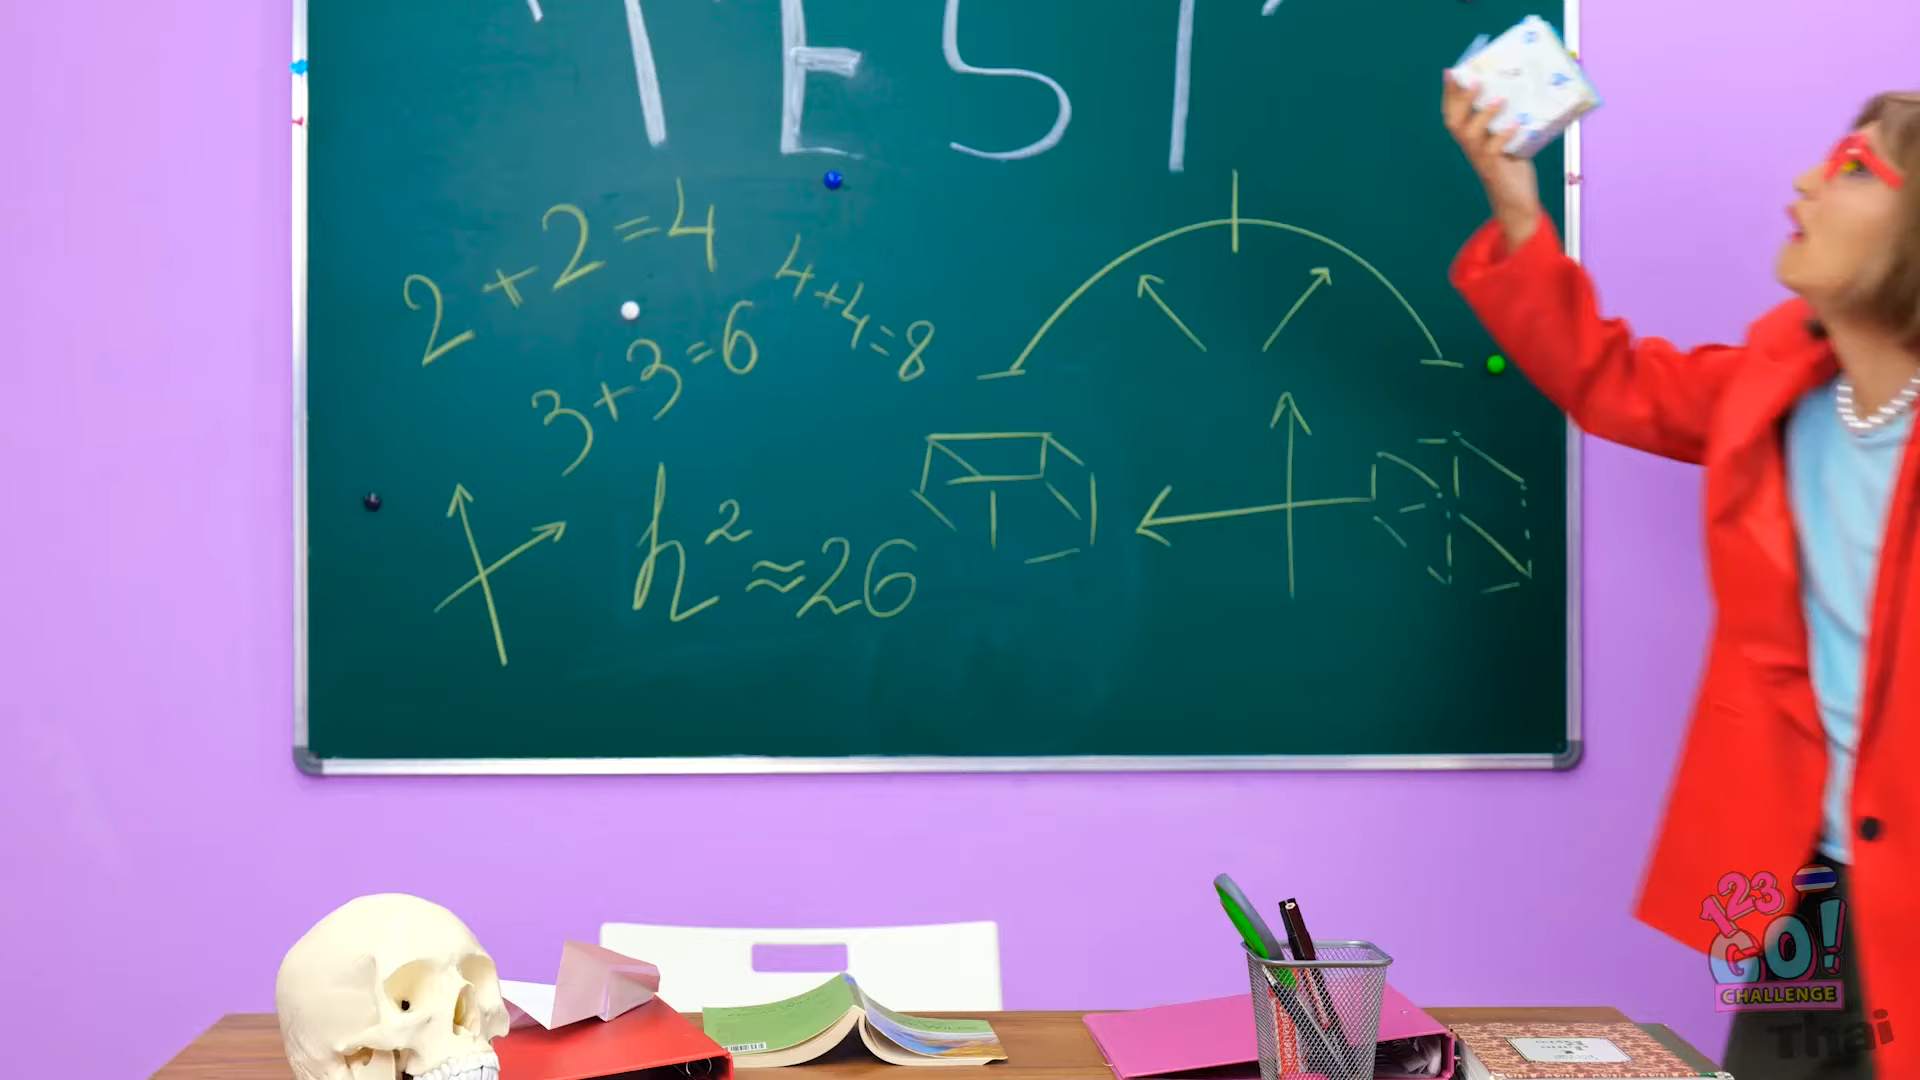 TEST
2+2=4
4+4=8
3+3=6
h²≈26
123
GO!
CHALLENGE
Thai